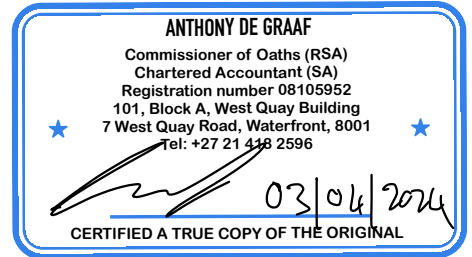 ANTHONY DE GRAAF
Commissioner of Oaths (RSA)
Chartered Accountant (SA)
Registration number 08105952
101, Block A, West Quay Building
7 West Quay Road, Waterfront, 8001
Tel: +27 21 418 2596
03/04/2024
CERTIFIED A TRUE COPY OF THE ORIGINAL